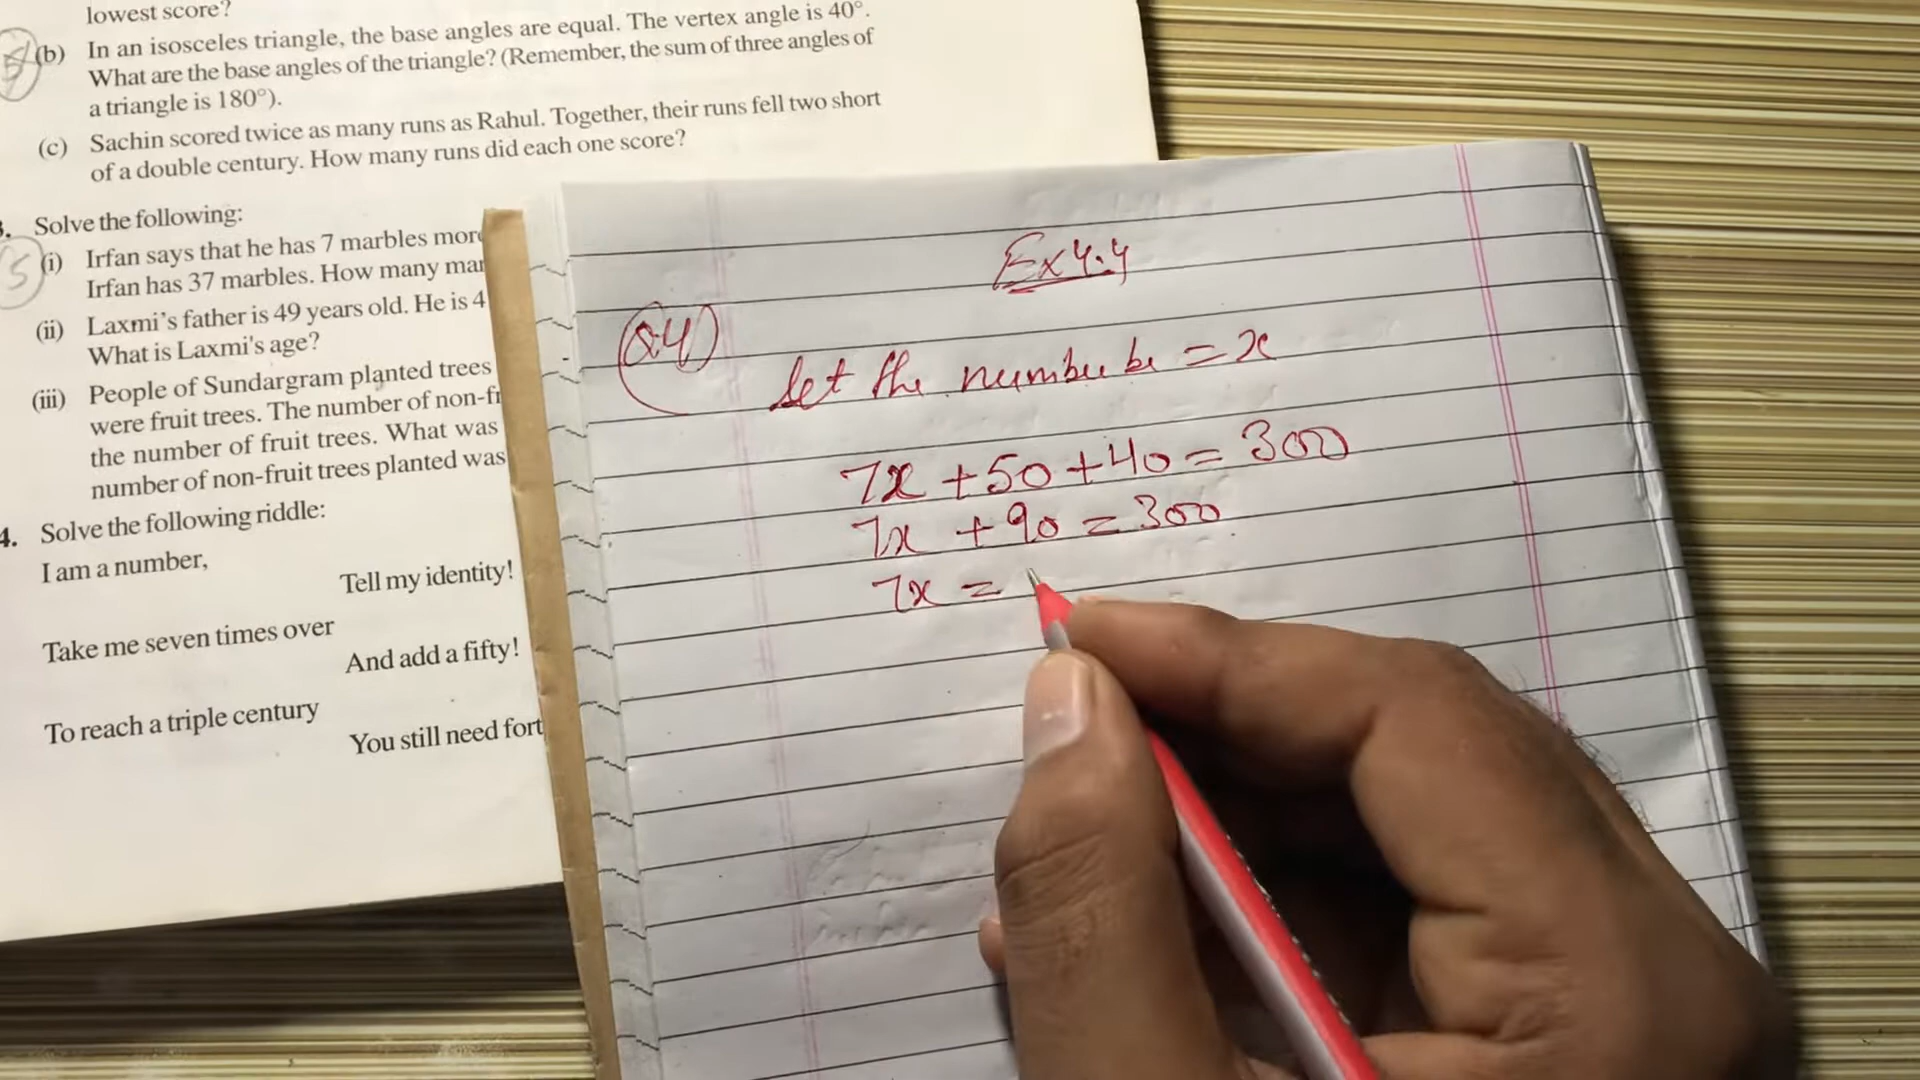 lowest score?
(b) In an isosceles triangle, the base angles are equal. The vertex angle is 40°.
What are the base angles of the triangle? (Remember, the sum of three angles of
a triangle is 180°).
(c) Sachin scored twice as many runs as Rahul. Together, their runs fell two short
of a double century. How many runs did each one score?
Solve the following:
(i) Irfan says that he has 7 marbles more
Irfan has 37 marbles. How many
(ii) Laxmi's father is 49 years old. He is 4
What is Laxmi's age?
(iii) People of Sundargram planted trees
were fruit trees. The number of
the number of fruit trees. What was
number of non-fruit trees planted was
4. Solve the following riddle:
I am a number,
Tell my identity!
Take me seven times over
And add a fifty!
To reach a triple century
You still need fort
Ex 4.4
Q.4)
let the number be = x
7x + 50 + 40 = 300
7x + 90 = 300
7x =